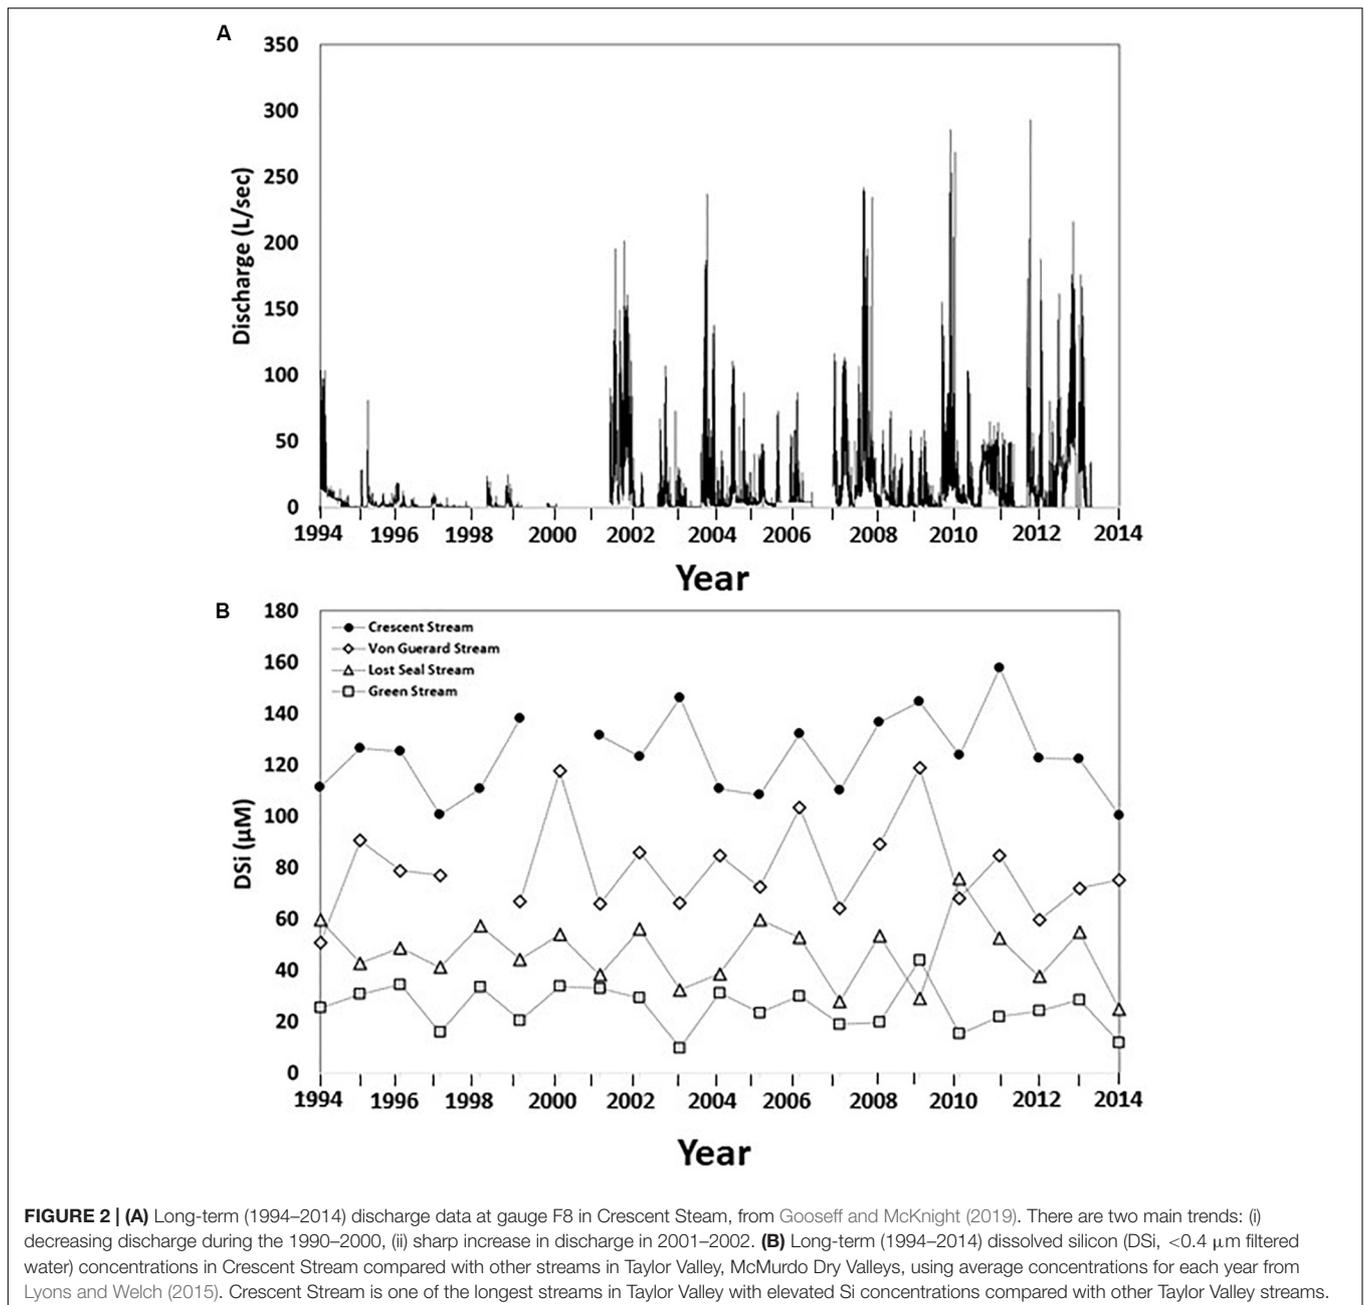 A
350
300
250
200
150
100
50
0
Discharge (L/sec)
1994 1996 1998 2000 2002 2004 2006 2008 2010 2012 2014
Year
B
180
160
140
120
100
80
60
40
20
0
DSi (µM)
Crescent Stream
Von Guerard Stream
Lost Seal Stream
Green Stream
1994 1996 1998 2000 2002 2004 2006 2008 2010 2012 2014
Year
FIGURE 2 | (A) Long-term (1994–2014) discharge data at gauge F8 in Crescent Steam, from Gooseff and McKnight (2019). There are two main trends: (i)
decreasing discharge during the 1990–2000, (ii) sharp increase in discharge in 2001–2002. (B) Long-term (1994–2014) dissolved silicon (DSi, <0.4 µm filtered
water) concentrations in Crescent Stream compared with other streams in Taylor Valley, McMurdo Dry Valleys, using average concentrations for each year from
Lyons and Welch (2015). Crescent Stream is one of the longest streams in Taylor Valley with elevated Si concentrations compared with other Taylor Valley streams.